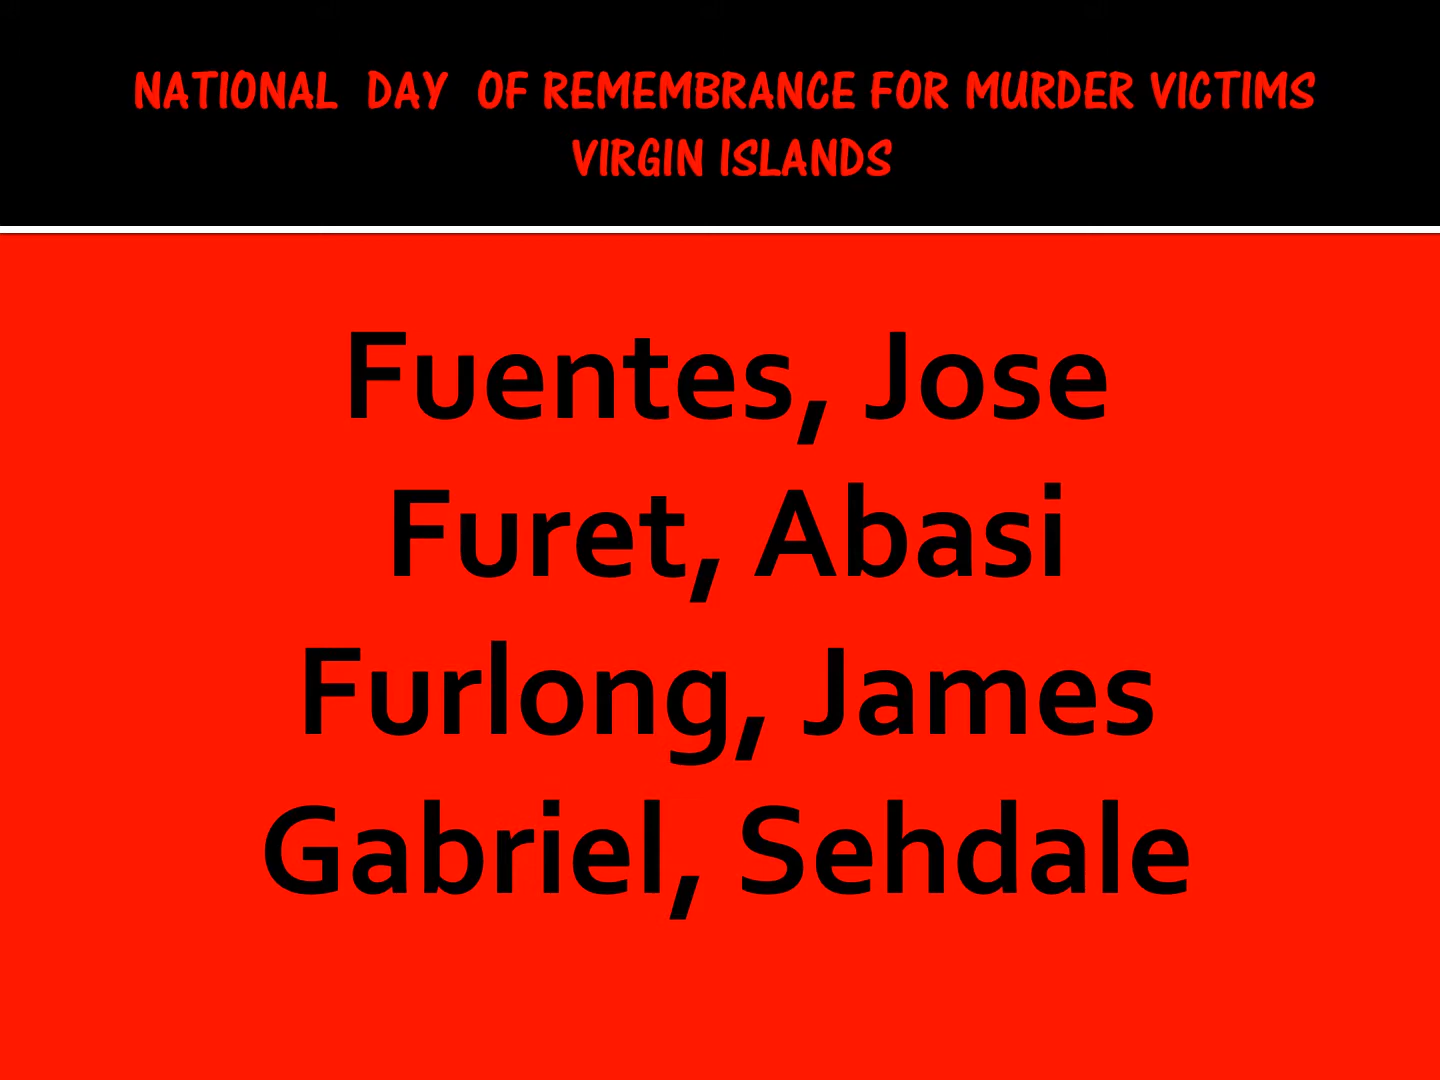 NATIONAL DAY OF REMEMBRANCE FOR MURDER VICTIMS
VIRGIN ISLANDS
Fuentes, Jose
Furet, Abasi
Furlong, James
Gabriel, Sehdale